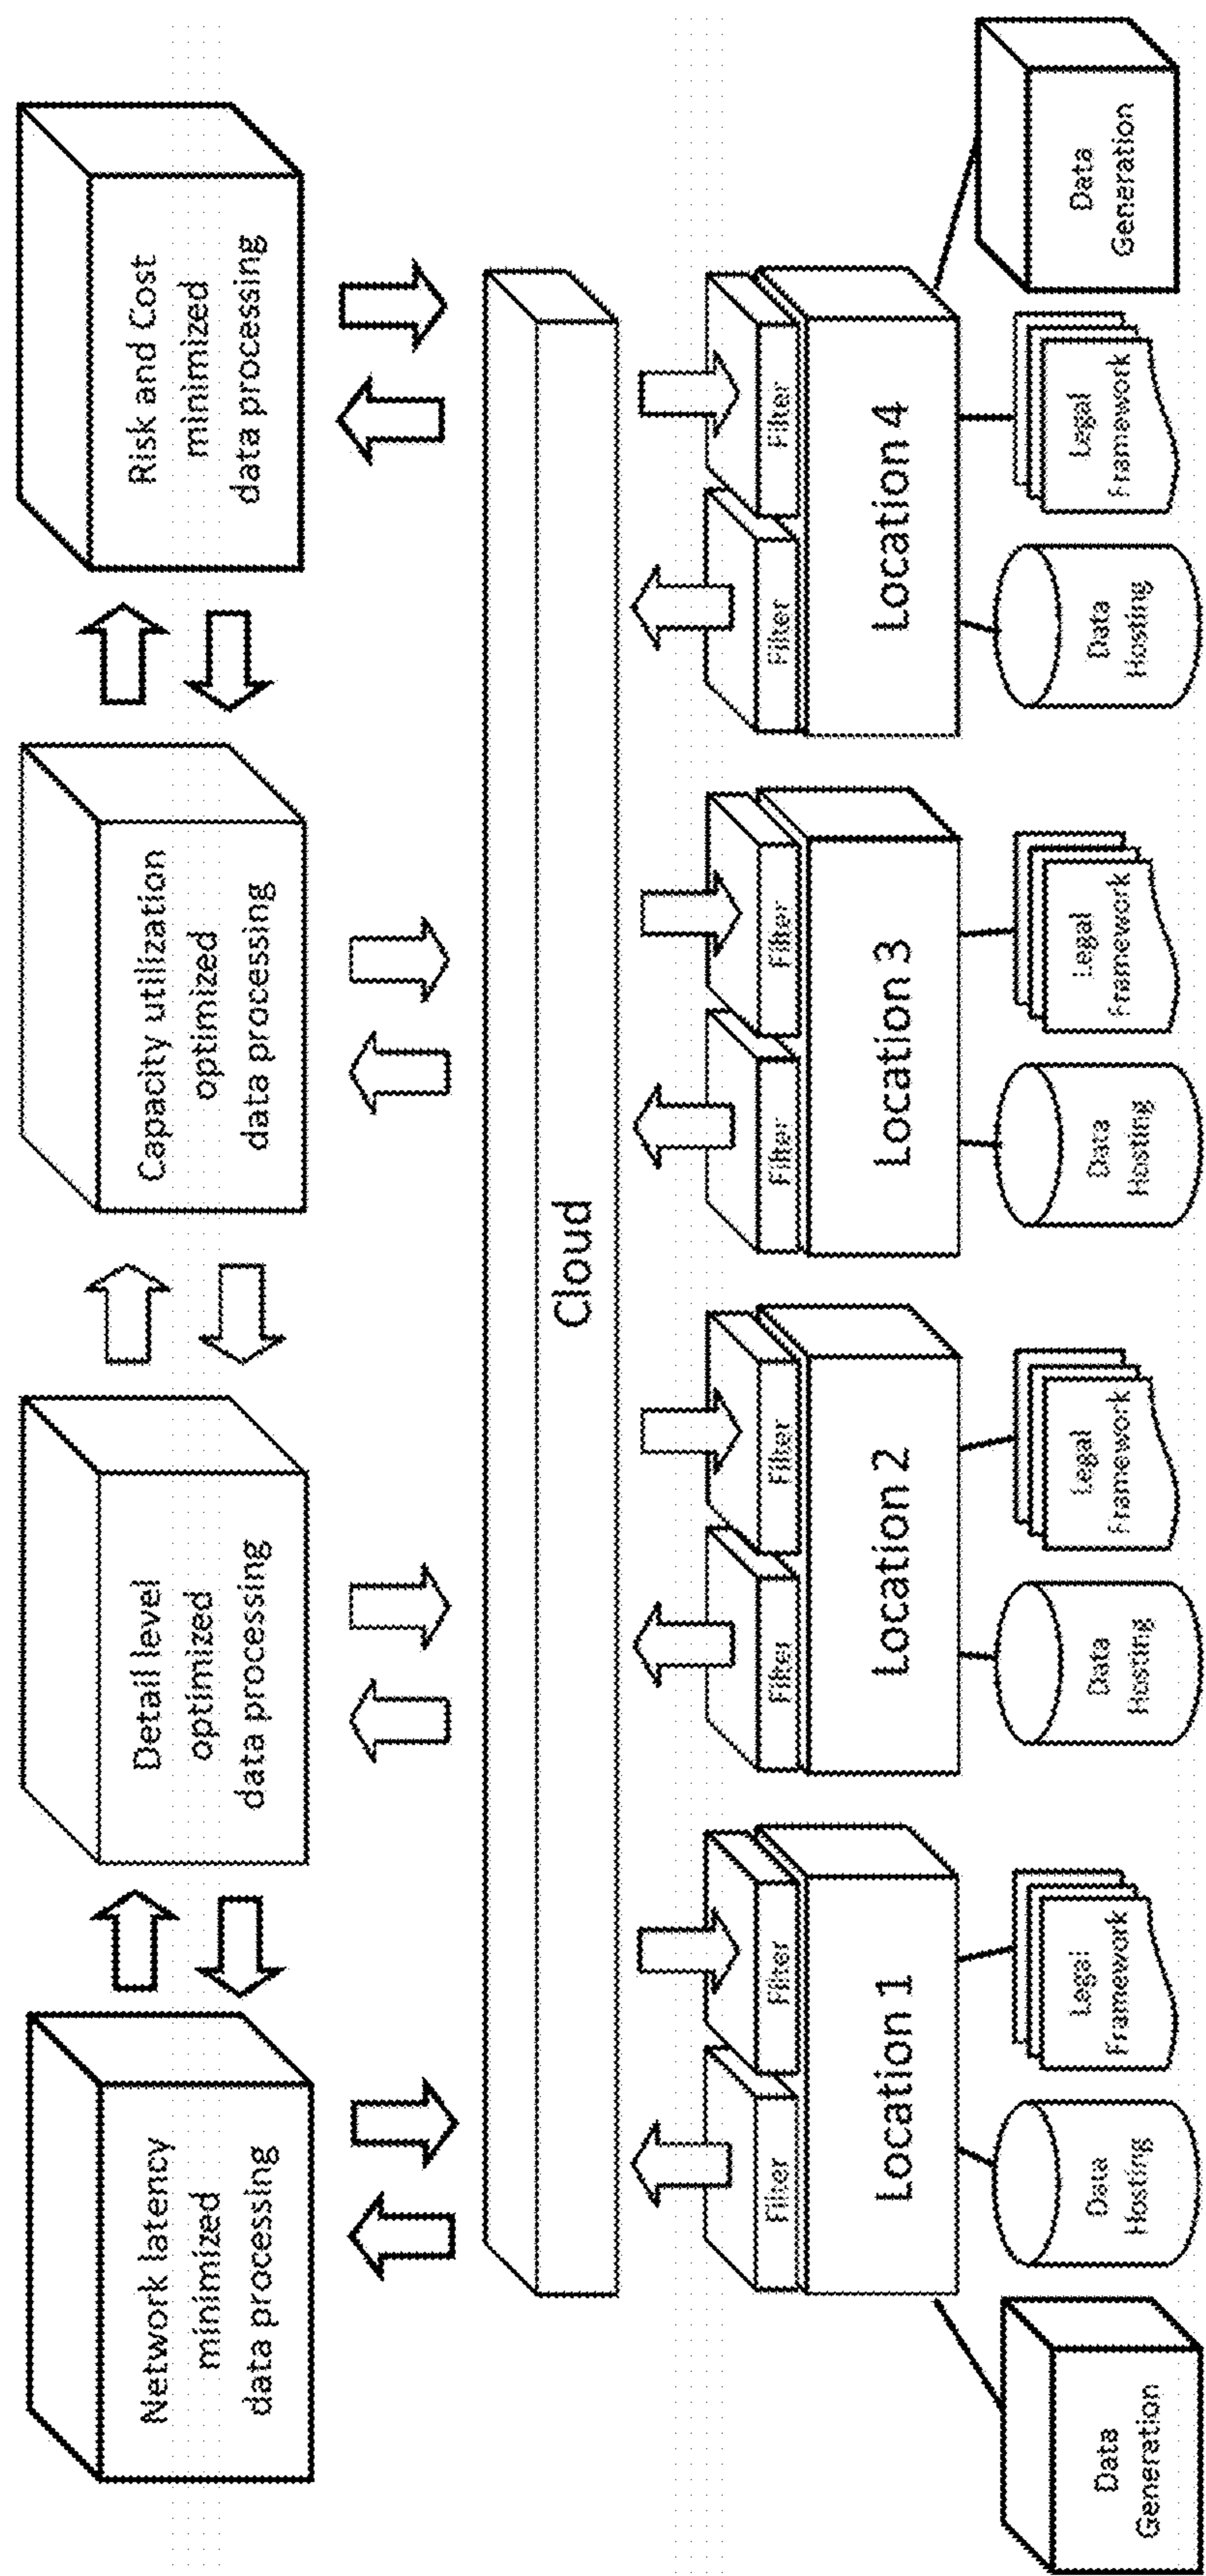 Network latency
minimized
data processing
Detail level
optimized
data processing
Capacity utilization
optimized
data processing
Risk and Cost
minimized
data processing
Cloud
Filter
Filter
Filter
Filter
Filter
Filter
Filter
Filter
Location 1
Location 2
Location 3
Location 4
Data
Generation
Data
Hosting
Legal
Framework
Data
Hosting
Legal
Framework
Data
Hosting
Legal
Framework
Data
Hosting
Legal
Framework
Data
Generation